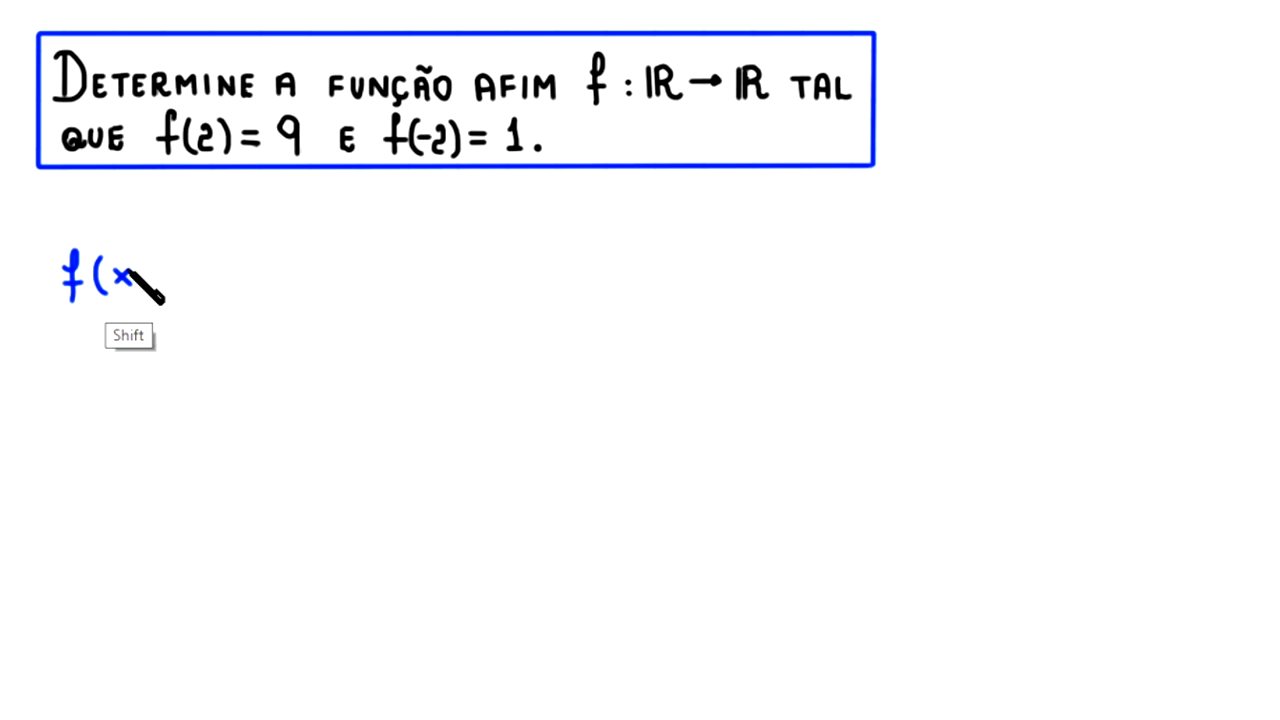 DETERMINE A FUNÇÃO AFIM f : ℝ → ℝ TAL
QUE f(2) = 9 E f(-2) = 1.
f(x
Shift